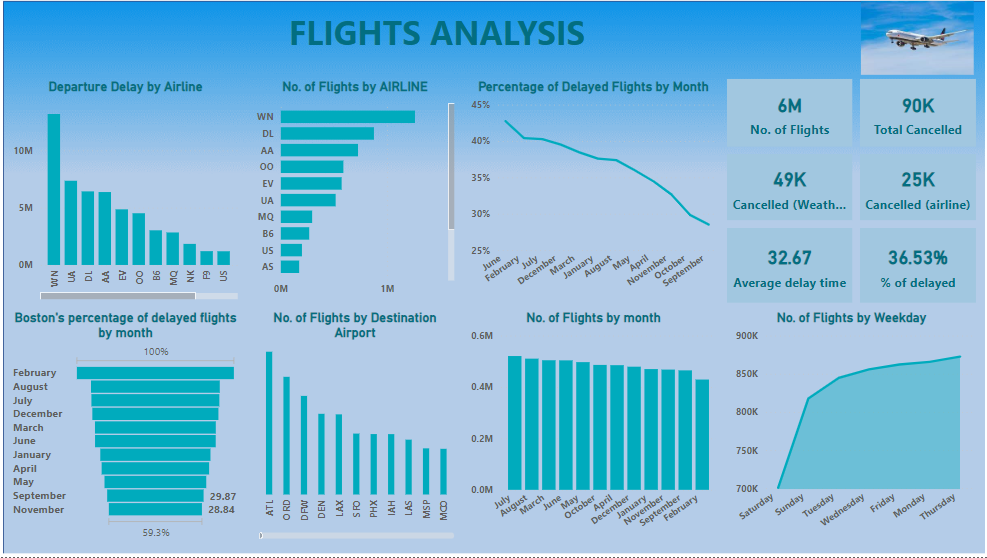 FLIGHTS ANALYSIS
Departure Delay by Airline
10M
5M
0M
WN
UA
DL
AA
EV
OO
B6
MQ
NK
F9
US
No. of Flights by AIRLINE
WN
DL
AA
OO
EV
UA
MQ
B6
US
AS
0M
1M
Percentage of Delayed Flights by Month
45%
40%
35%
30%
25%
June
February
July
December
March
January
August
May
April
November
October
September
6M
No. of Flights
90K
Total Cancelled
49K
Cancelled (Weath...
25K
Cancelled (airline)
32.67
Average delay time
36.53%
% of delayed
Boston's percentage of delayed flights
by month
100%
February
August
July
December
March
June
January
April
May
September
29.87
November
28.84
59.3%
No. of Flights by Destination
Airport
ATL
ORD
DFW
DEN
LAX
SFO
PHX
IAH
LAS
MSP
MCO
No. of Flights by month
0.6M
0.4M
0.2M
0.0M
July
August
March
June
May
October
April
December
January
November
September
February
No. of Flights by Weekday
900K
850K
800K
750K
700K
Saturday
Sunday
Tuesday
Wednesday
Friday
Monday
Thursday